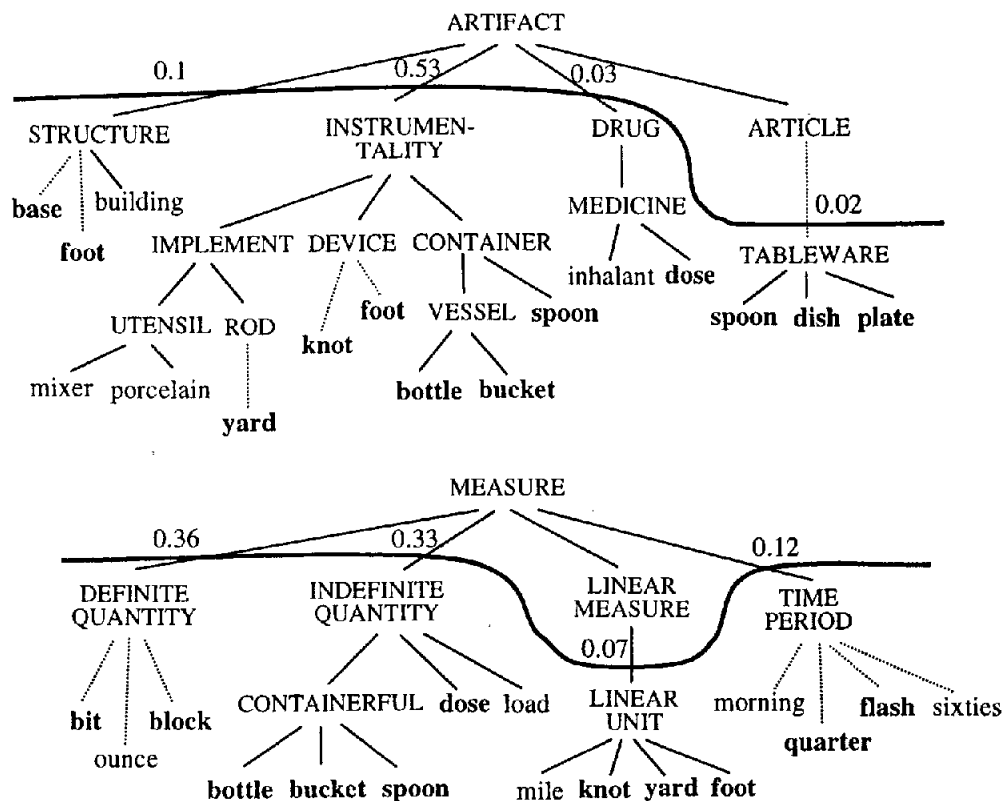 ARTIFACT
0.1 0.53 0.03
STRUCTURE INSTRUMEN- DRUG ARTICLE
TALITY
base building MEDICINE 0.02
foot IMPLEMENT DEVICE CONTAINER inhalant dose TABLEWARE
UTENSIL ROD knot foot VESSEL spoon spoon dish plate
mixer porcelain bottle bucket
yard
MEASURE
0.36 0.33 0.12
DEFINITE INDEFINITE LINEAR TIME
QUANTITY QUANTITY MEASURE PERIOD
0.07
bit block CONTAINERFUL dose load LINEAR morning flash sixties
UNIT
ounce quarter
bottle bucket spoon mile knot yard foot